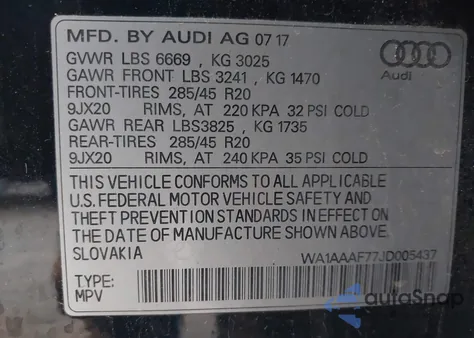 MFD. BY AUDI AG 07 17
GVWR LBS 6669 , KG 3025
GAWR FRONT LBS 3241 , KG 1470
FRONT-TIRES 285/45 R20
9JX20 RIMS, AT 220 KPA 32 PSI COLD
GAWR REAR LBS3825 , KG 1735
REAR-TIRES 285/45 R20
9JX20 RIMS, AT 240 KPA 35 PSI COLD
Audi
THIS VEHICLE CONFORMS TO ALL APPLICABLE
U.S. FEDERAL MOTOR VEHICLE SAFETY AND
THEFT PREVENTION STANDARDS IN EFFECT ON
THE DATE OF MANUFACTURE SHOWN ABOVE
SLOVAKIA
WA1AAAF77JD005437
TYPE:
MPV
autoSnap